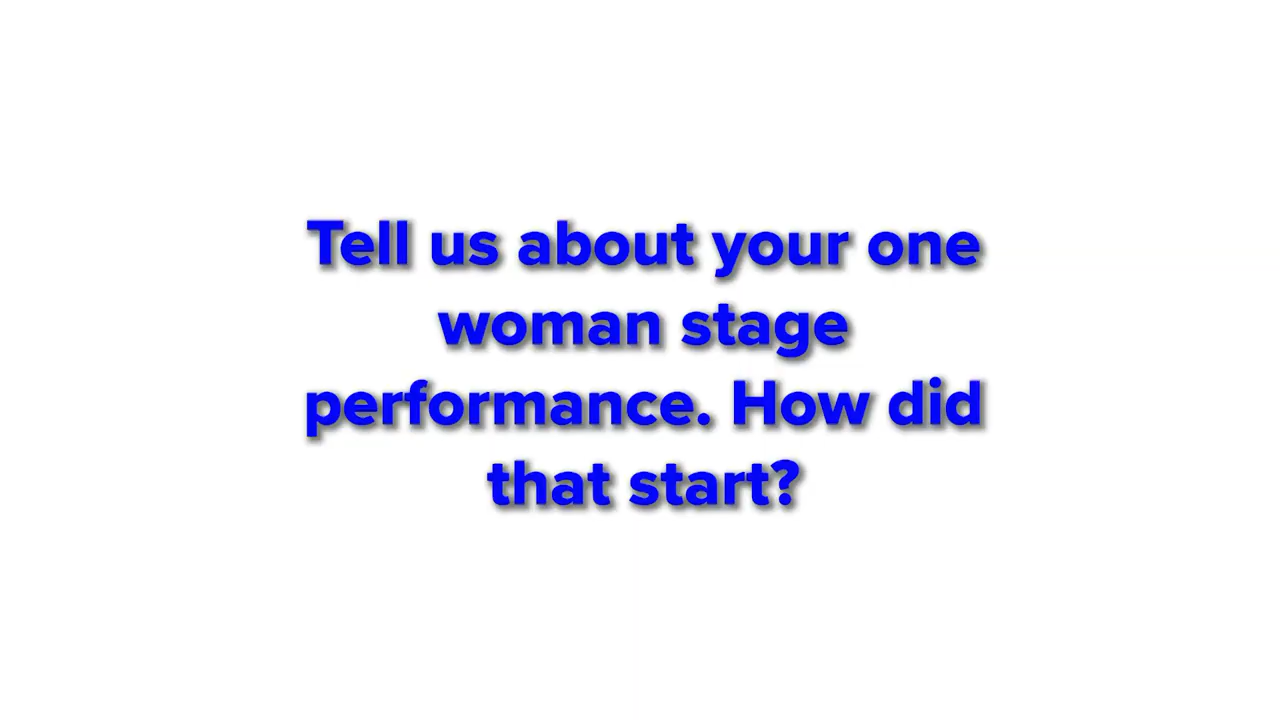 Tell us about your one
woman stage
performance. How did
that start?